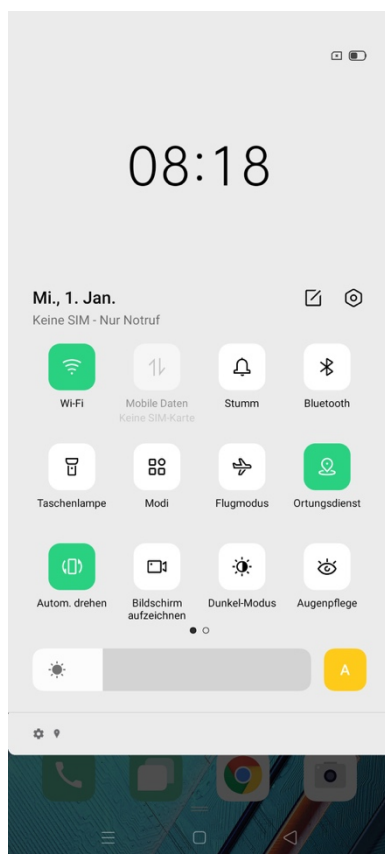 08:18
Mi., 1. Jan.
Keine SIM - Nur Notruf
Wi-Fi
Mobile Daten
Keine SIM-Karte
Stumm
Bluetooth
Taschenlampe
Modi
Flugmodus
Ortungsdienst
Autom. drehen
Bildschirm
aufzeichnen
Dunkel-Modus
Augenpflege
A